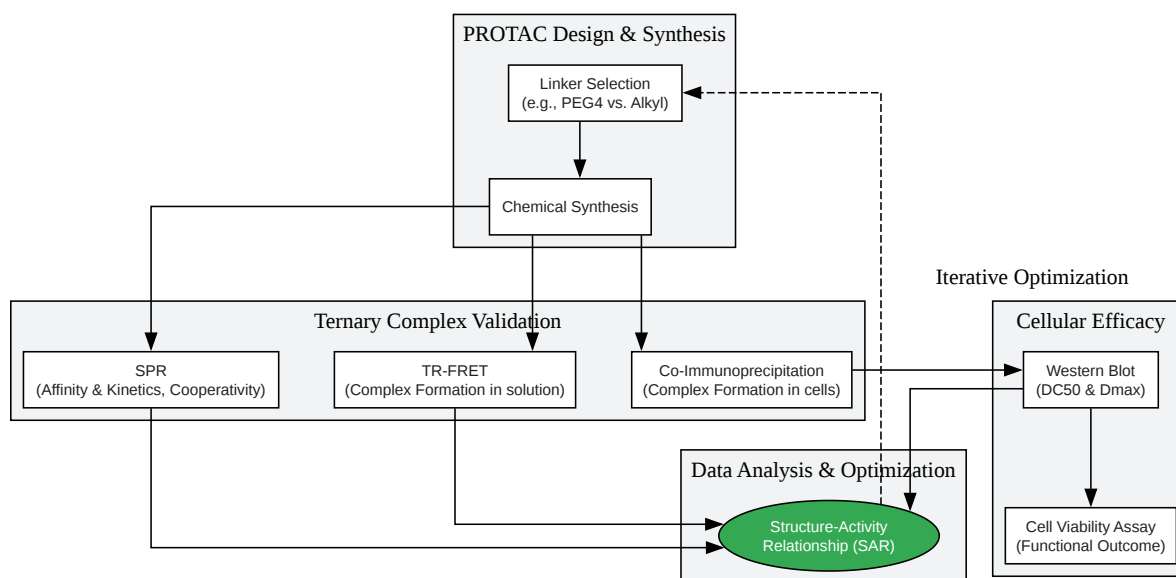 PROTAC Design & Synthesis
Linker Selection
(e.g., PEG4 vs. Alkyl)
Chemical Synthesis
Iterative Optimization
Ternary Complex Validation
Cellular Efficacy
SPR
(Affinity & Kinetics, Cooperativity)
TR-FRET
(Complex Formation in solution)
Co-Immunoprecipitation
(Complex Formation in cells)
Western Blot
(DC50 & Dmax)
Data Analysis & Optimization
Structure-Activity
Relationship (SAR)
Cell Viability Assay
(Functional Outcome)